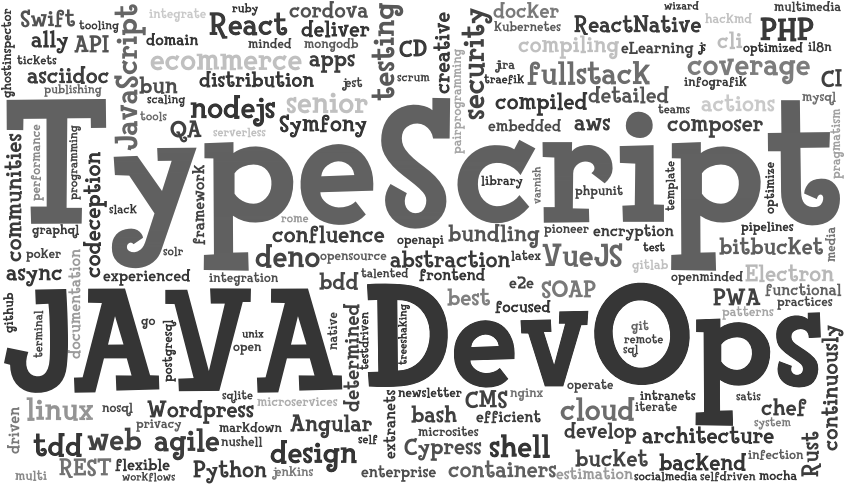 ghostinspector
Swift
tooling
ally
API
tickets
asciidoc
publishing
JavaScript
integrate
domain
ecommerce
bun
scaling
tools
QA
ruby
React
minded
distribution
nodejs
serverless
cordova
deliver
mongodb
apps
jest
senior
Symfony
testing
CD
scrum
creative
pairprogramming
security
docker
Kubernetes
compiling
jira
traefik
fullstack
compiled
detailed
embedded
aws
teams
wizard
ReactNative
eLearning
js
hackmd
cli
coverage
infografik
actions
composer
multimedia
PHP
optimized
i18n
CI
mysql
pragmatism
TypeScript
communities
performance
programming
codeception
graphql
poker
async
slack
solr
framework
experienced
integration
rome
confluence
deno
opensource
bdd
talented
openapi
abstraction
frontend
library
bundling
latex
varnish
e2e
best
focused
phpunit
pioneer
encryption
VueJS
SOAP
test
gitlab
template
openminded
optimize
pipelines
bitbucket
media
Electron
PWA
functional
practices
patterns
JAVA
DevOps
github
terminal
documentation
go
postgresql
unix
open
native
determined
testdriven
treeshaking
git
remote
sql
continuously
driven
linux
nosql
privacy
Wordpress
sqlite
microservices
markdown
nushell
Angular
self
tdd
web
agile
design
multi
REST
flexible
workflows
Python
jenkins
extranets
newsletter
CMS
nginx
bash
efficient
microsites
Cypress
shell
enterprise
containers
operate
cloud
intranets
iterate
develop
architecture
bucket
backend
estimation
socialmedia
selfdriven
mocha
satis
chef
system
infection
Rust